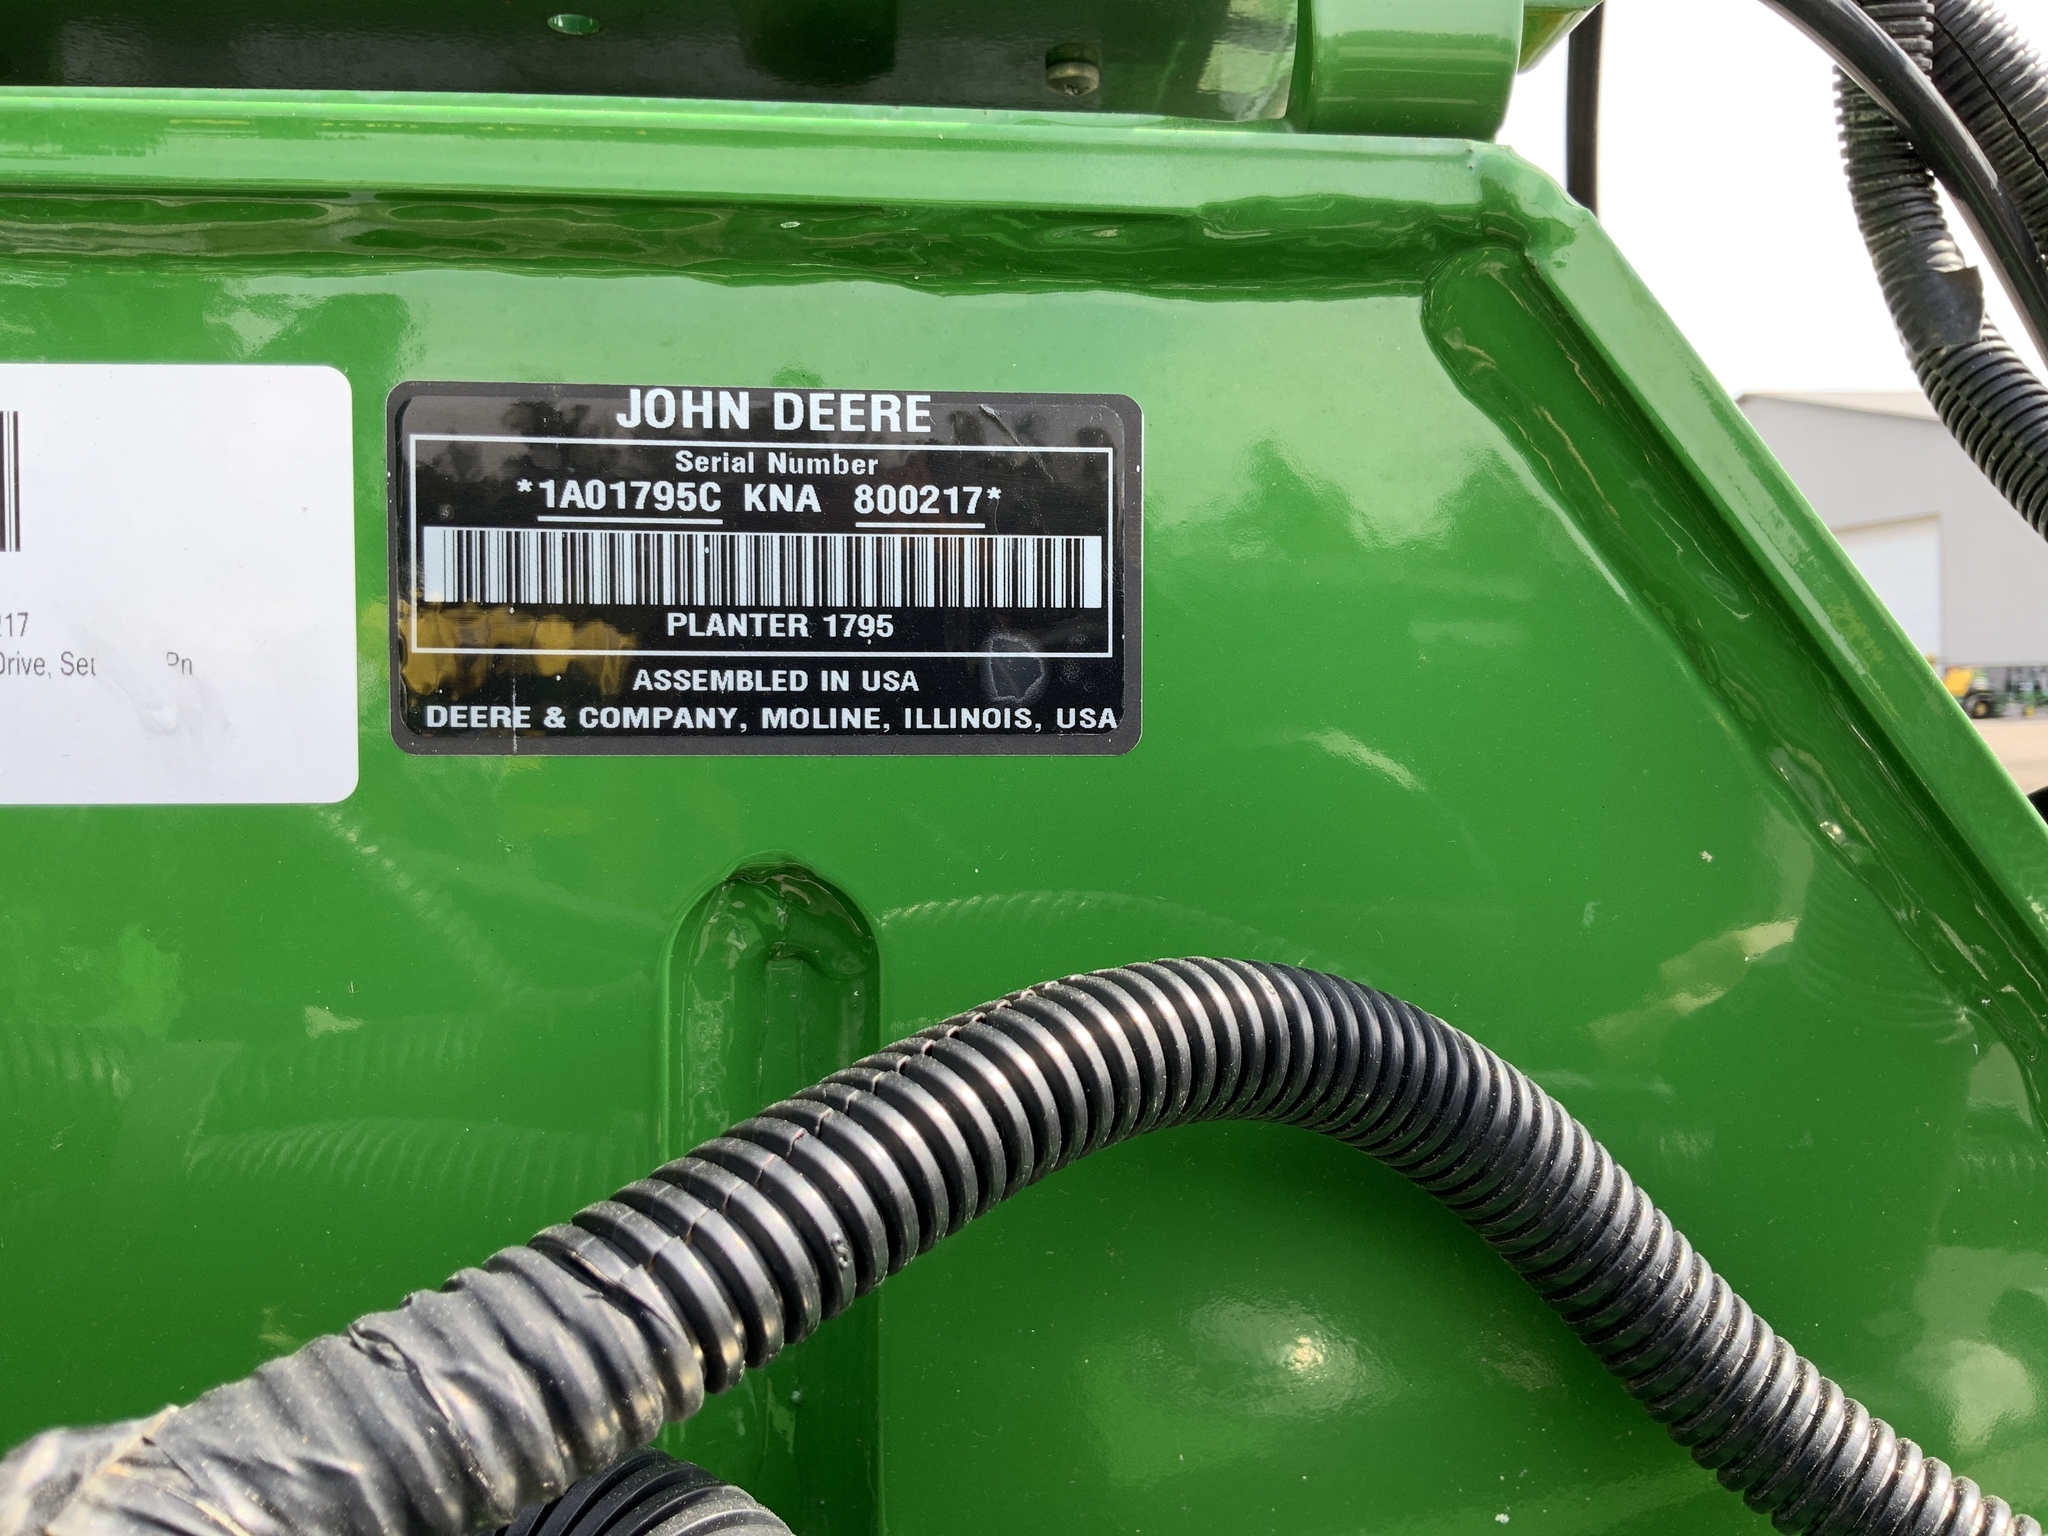 JOHN DEERE
Serial Number
*1A01795C KNA 800217*
PLANTER 1795
ASSEMBLED IN USA
DEERE & COMPANY, MOLINE, ILLINOIS, USA
217
Drive, Set